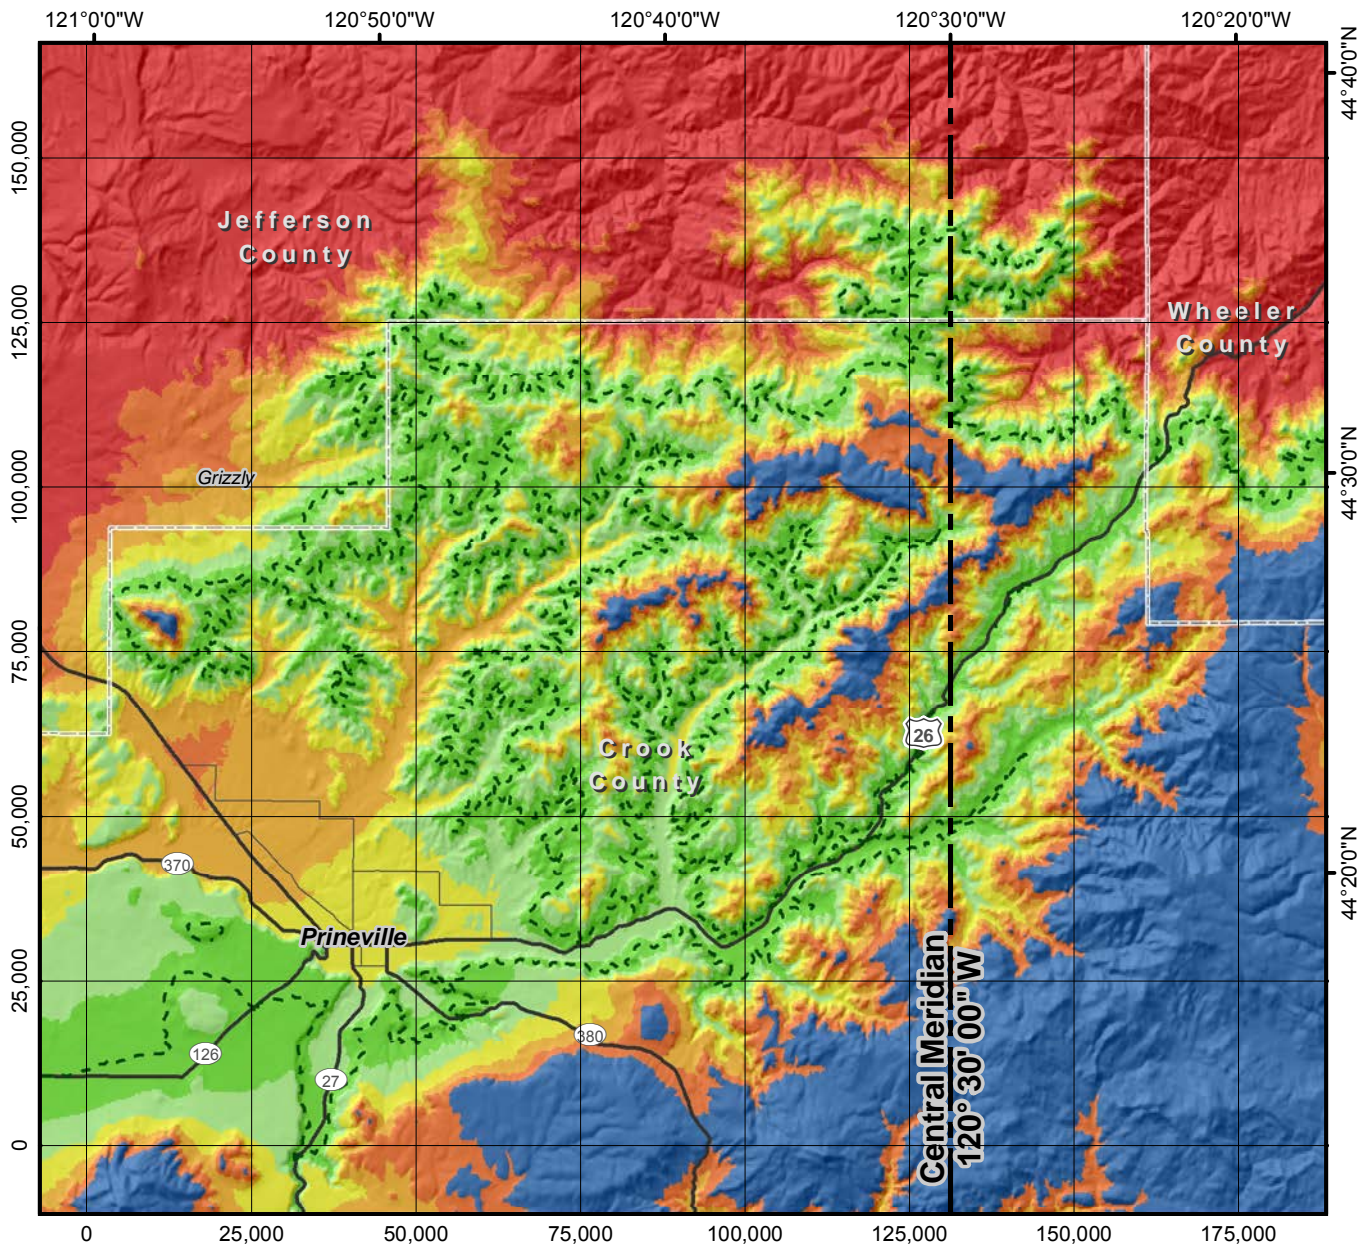 121°0'0"W 120°50'0"W 120°40'0"W 120°30'0"W 120°20'0"W
44°40'0"N
150,000
Jefferson
County
125,000
Wheeler
County
44°30'0"N
100,000
Grizzly
75,000
26
Crook
County
50,000
370
44°20'0"N
Prineville
25,000
380
126
27
Central Meridian
120° 30' 00" W
0
0 25,000 50,000 75,000 100,000 125,000 150,000 175,000